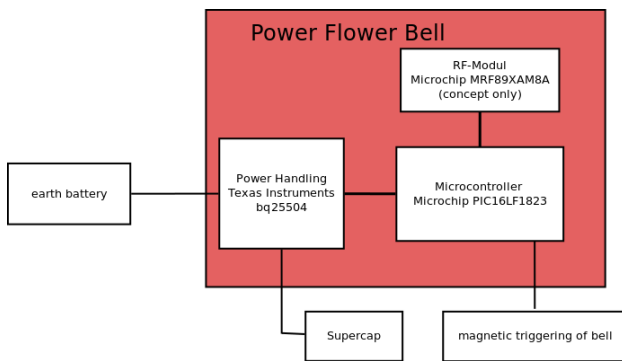 Power Flower Bell
RF-Modul
Microchip MRF89XAM8A
(concept only)
Power Handling
Texas Instruments
bq25504
Microcontroller
Microchip PIC16LF1823
earth battery
Supercap
magnetic triggering of bell